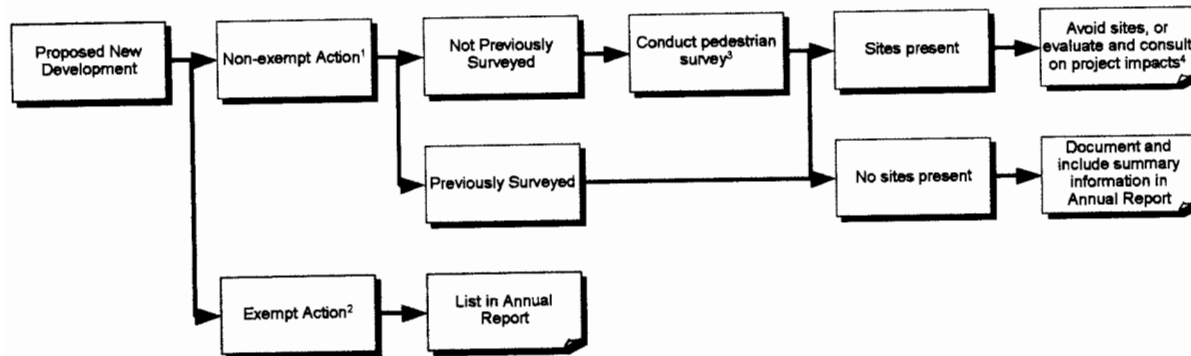 Proposed New
Development
Non-exempt Action¹
Not Previously
Surveyed
Conduct pedestrian
survey³
Sites present
Avoid sites, or
evaluate and consult
on project impacts⁴
Previously Surveyed
No sites present
Document and
include summary
information in
Annual Report
Exempt Action²
List in Annual
Report